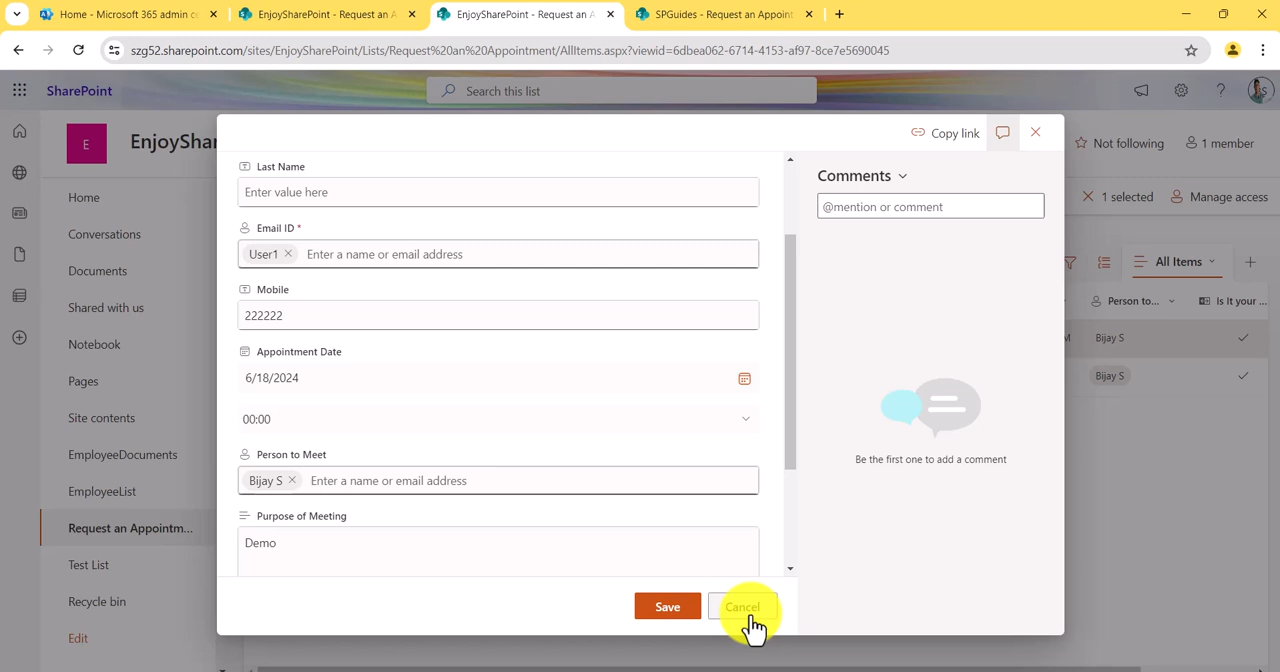 Home - Microsoft 365 admin ce
EnjoySharePoint - Request an A
EnjoySharePoint - Request an A
SPGuides - Request an Appoint
szg52.sharepoint.com/sites/EnjoySharePoint/Lists/Request%20an%20Appointment/AllItems.aspx?viewid=6dbea062-6714-4153-af97-8ce7e5690045
SharePoint
Search this list
E
EnjoyShar
Not following
1 member
Home
Conversations
Documents
Shared with us
Notebook
Pages
Site contents
EmployeeDocuments
EmployeeList
Request an Appointm...
Test List
Recycle bin
Edit
1 selected
Manage access
All Items
Person to...
Is It your ...
M
Bijay S
Bijay S
Copy link
Last Name
Enter value here
Email ID *
User1
Enter a name or email address
Mobile
222222
Appointment Date
6/18/2024
00:00
Person to Meet
Bijay S
Enter a name or email address
Purpose of Meeting
Demo
Save
Cancel
Comments
@mention or comment
Be the first one to add a comment